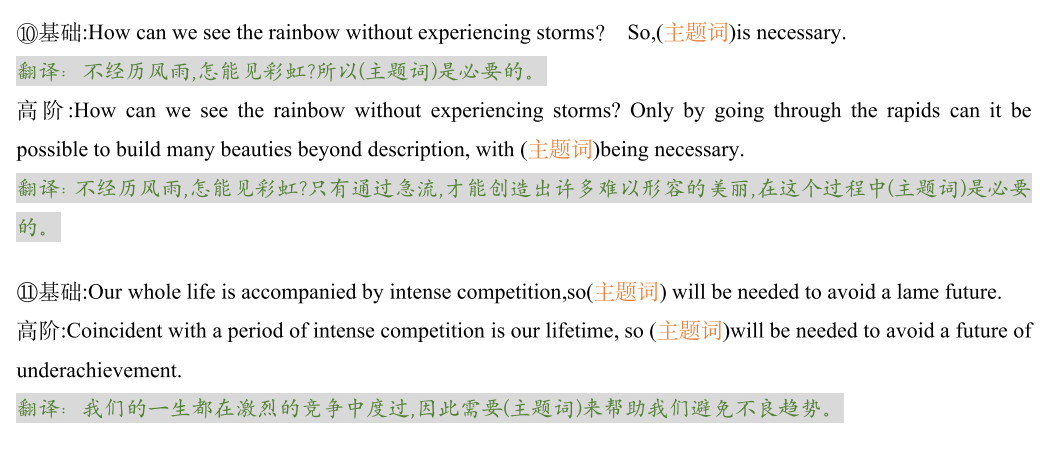 ⑩基础:How can we see the rainbow without experiencing storms? So,(主题词)is necessary.
翻译: 不经历风雨,怎能见彩虹?所以(主题词)是必要的。
高阶:How can we see the rainbow without experiencing storms? Only by going through the rapids can it be
possible to build many beauties beyond description, with (主题词)being necessary.
翻译: 不经历风雨,怎能见彩虹?只有通过急流,才能创造出许多难以形容的美丽,在这个过程中(主题词)是必要
的。
⑪基础:Our whole life is accompanied by intense competition,so(主题词) will be needed to avoid a lame future.
高阶:Coincident with a period of intense competition is our lifetime, so (主题词)will be needed to avoid a future of
underachievement.
翻译: 我们的一生都在激烈的竞争中度过,因此需要(主题词)来帮助我们避免不良趋势。